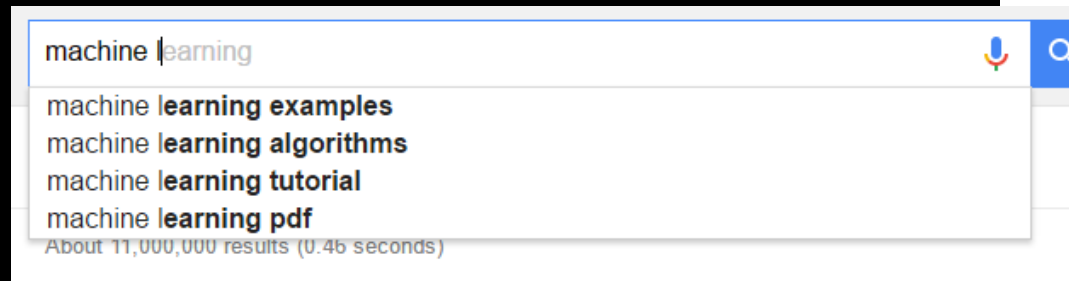 machine learning
machine learning examples
machine learning algorithms
machine learning tutorial
machine learning pdf
About 11,000,000 results (0.46 seconds)